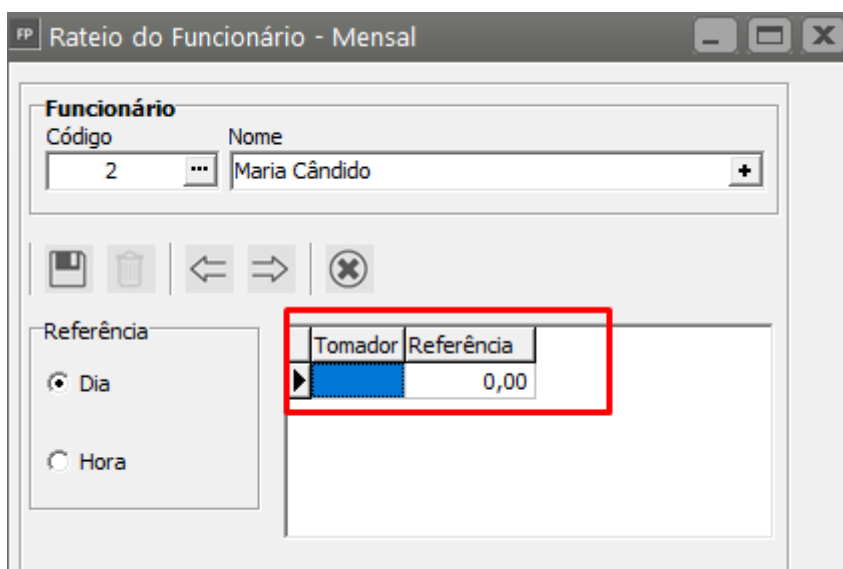 FP Rateio do Funcionário - Mensal
Funcionário
Código Nome
2 ... Maria Cândido +
Referência
Tomador Referência
Dia
0,00
Hora